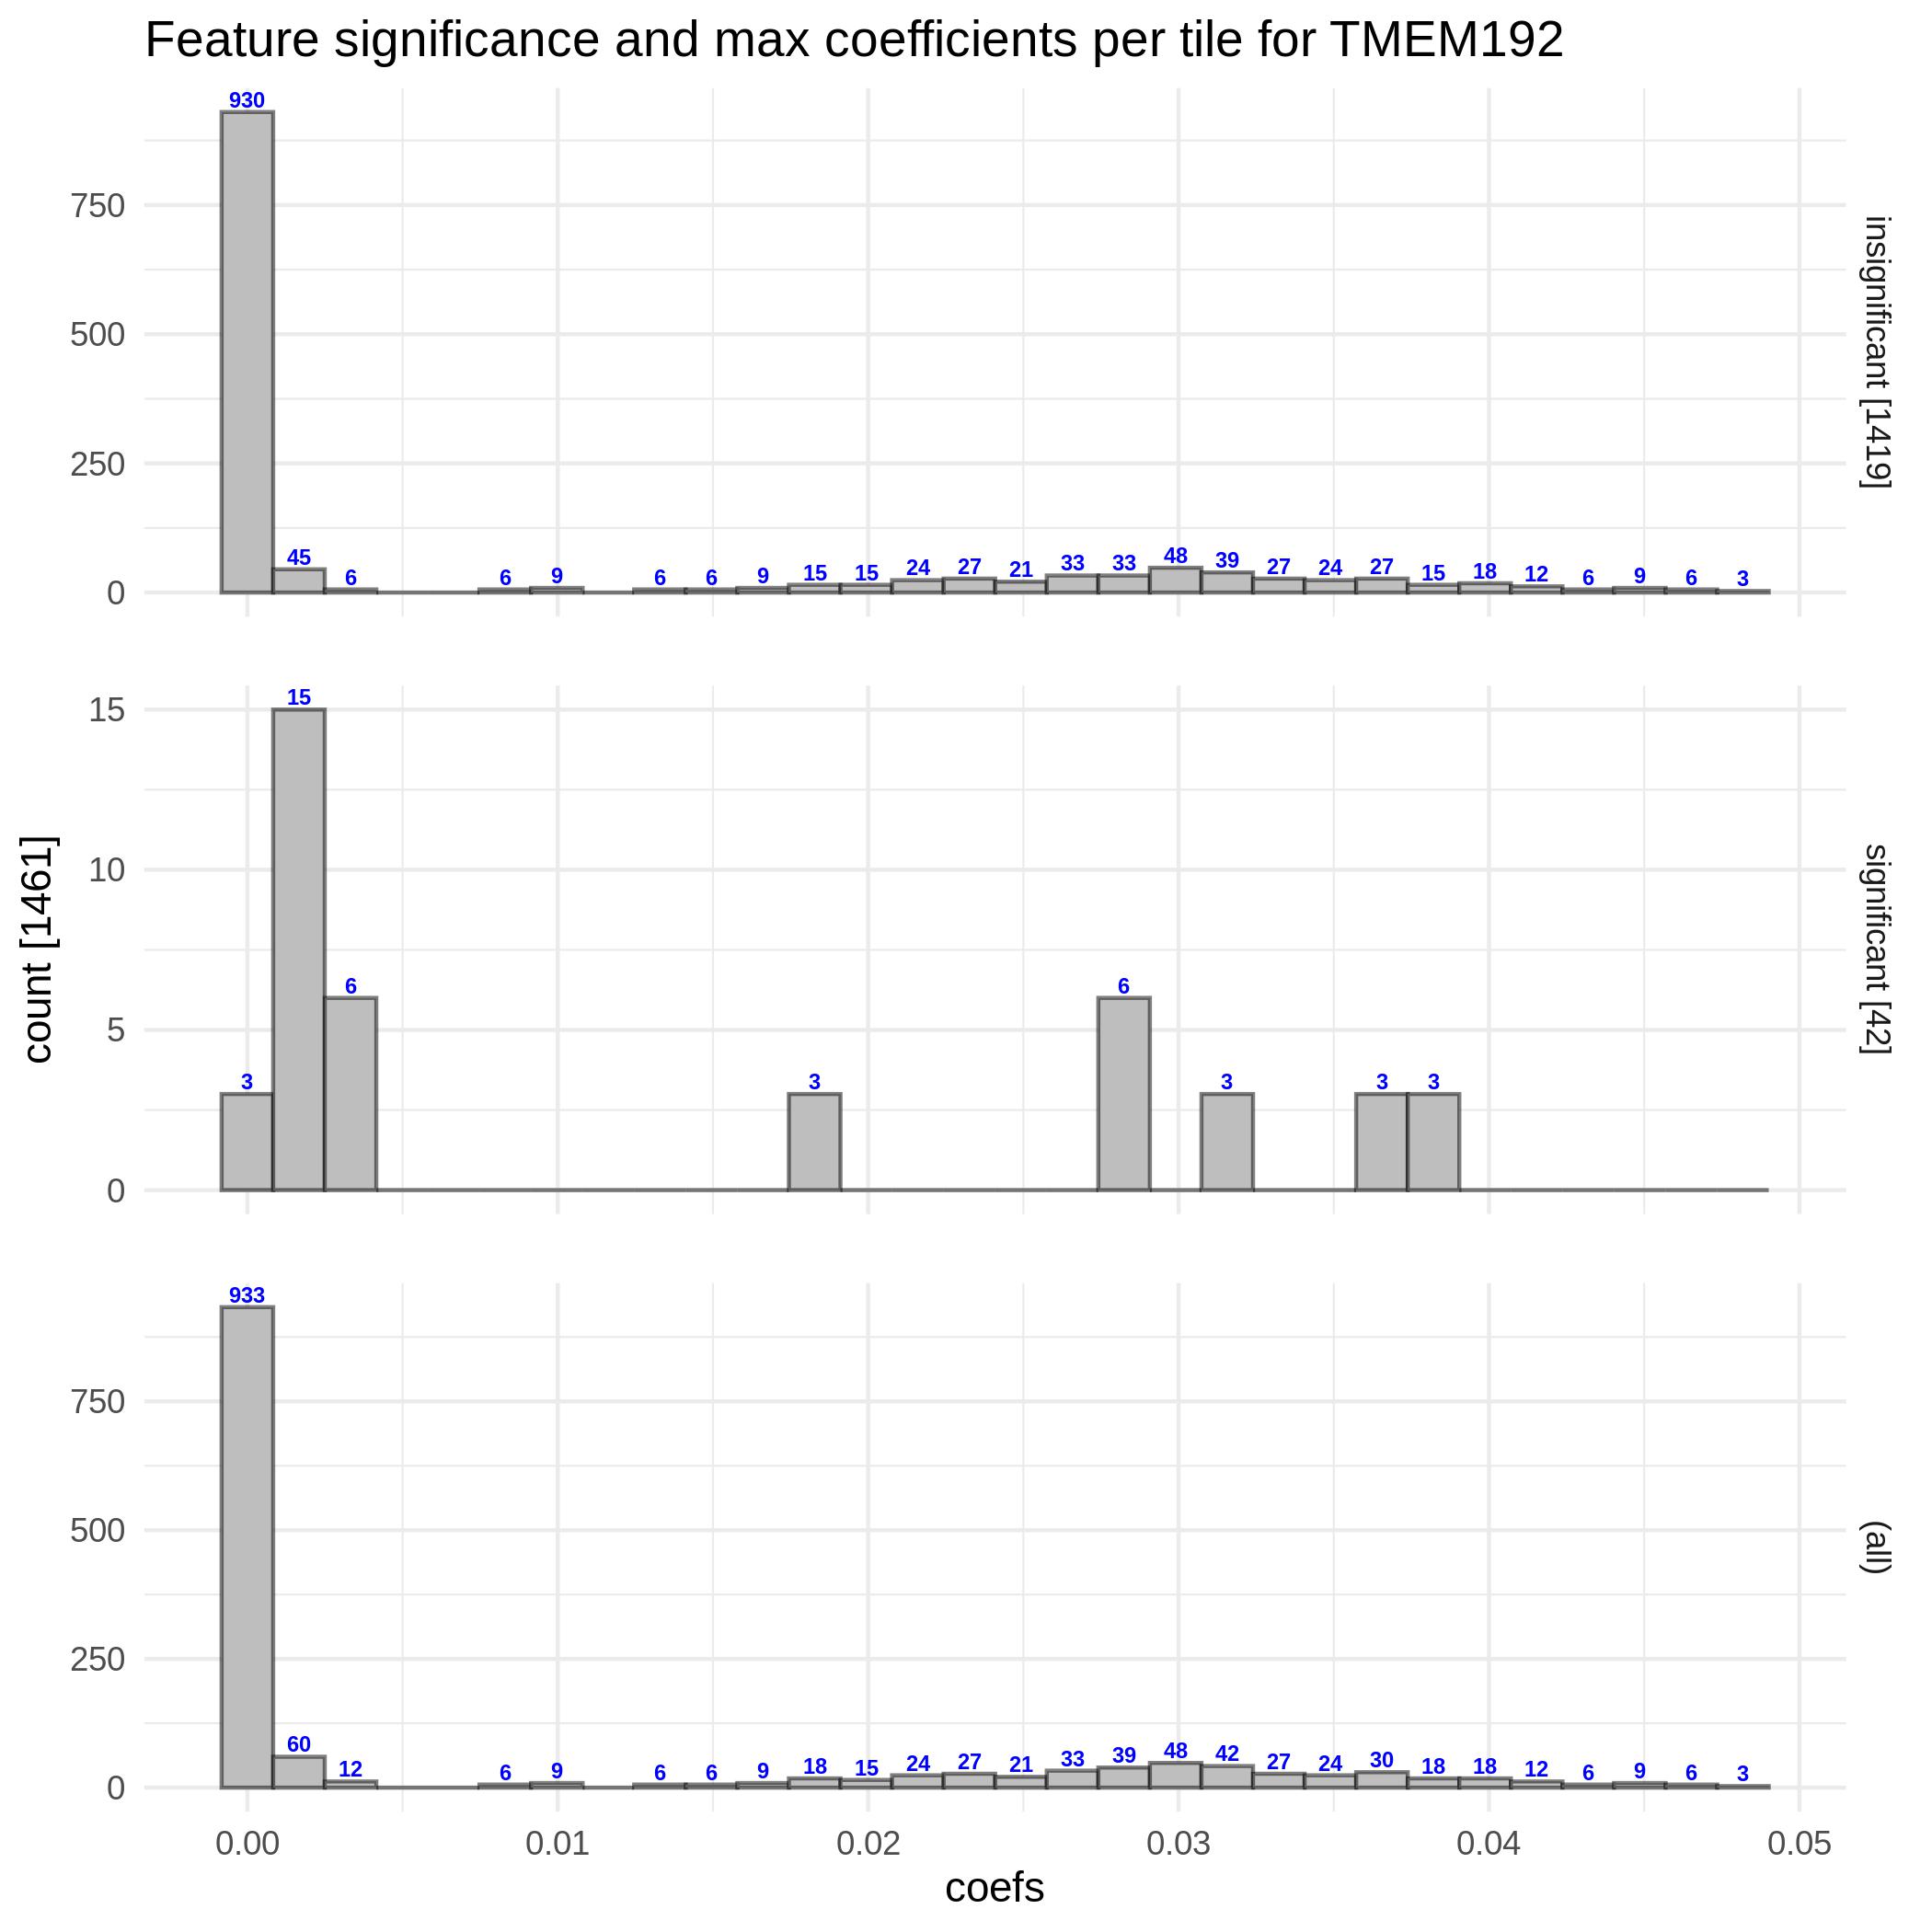 Feature significance and max coefficients per tile for TMEM192
930
750
500
250
0
45 6 6 9 6 6 9 15 15 24 27 21 33 33 48 39 27 24 27 15 18 12 6 9 6 3
insignificant [1419]
15
10
5
0
3 15 6 3 6 3 3 3
significant [42]
count [1461]
933
750
500
250
0
60 12 6 9 6 6 9 18 15 24 27 21 33 39 48 42 27 24 30 18 18 12 6 9 6 3
(all)
0.00 0.01 0.02 0.03 0.04 0.05
coefs